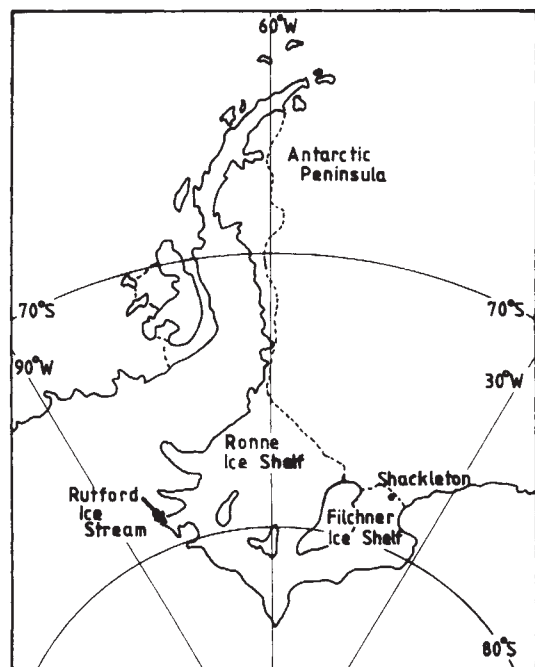 60°W
Antarctic
Peninsula
70°S
70°S
90°W
30°W
Ronne
Ice Shelf
Shackleton
Rutford
Ice
Stream
Filchner
Ice Shelf
80°S